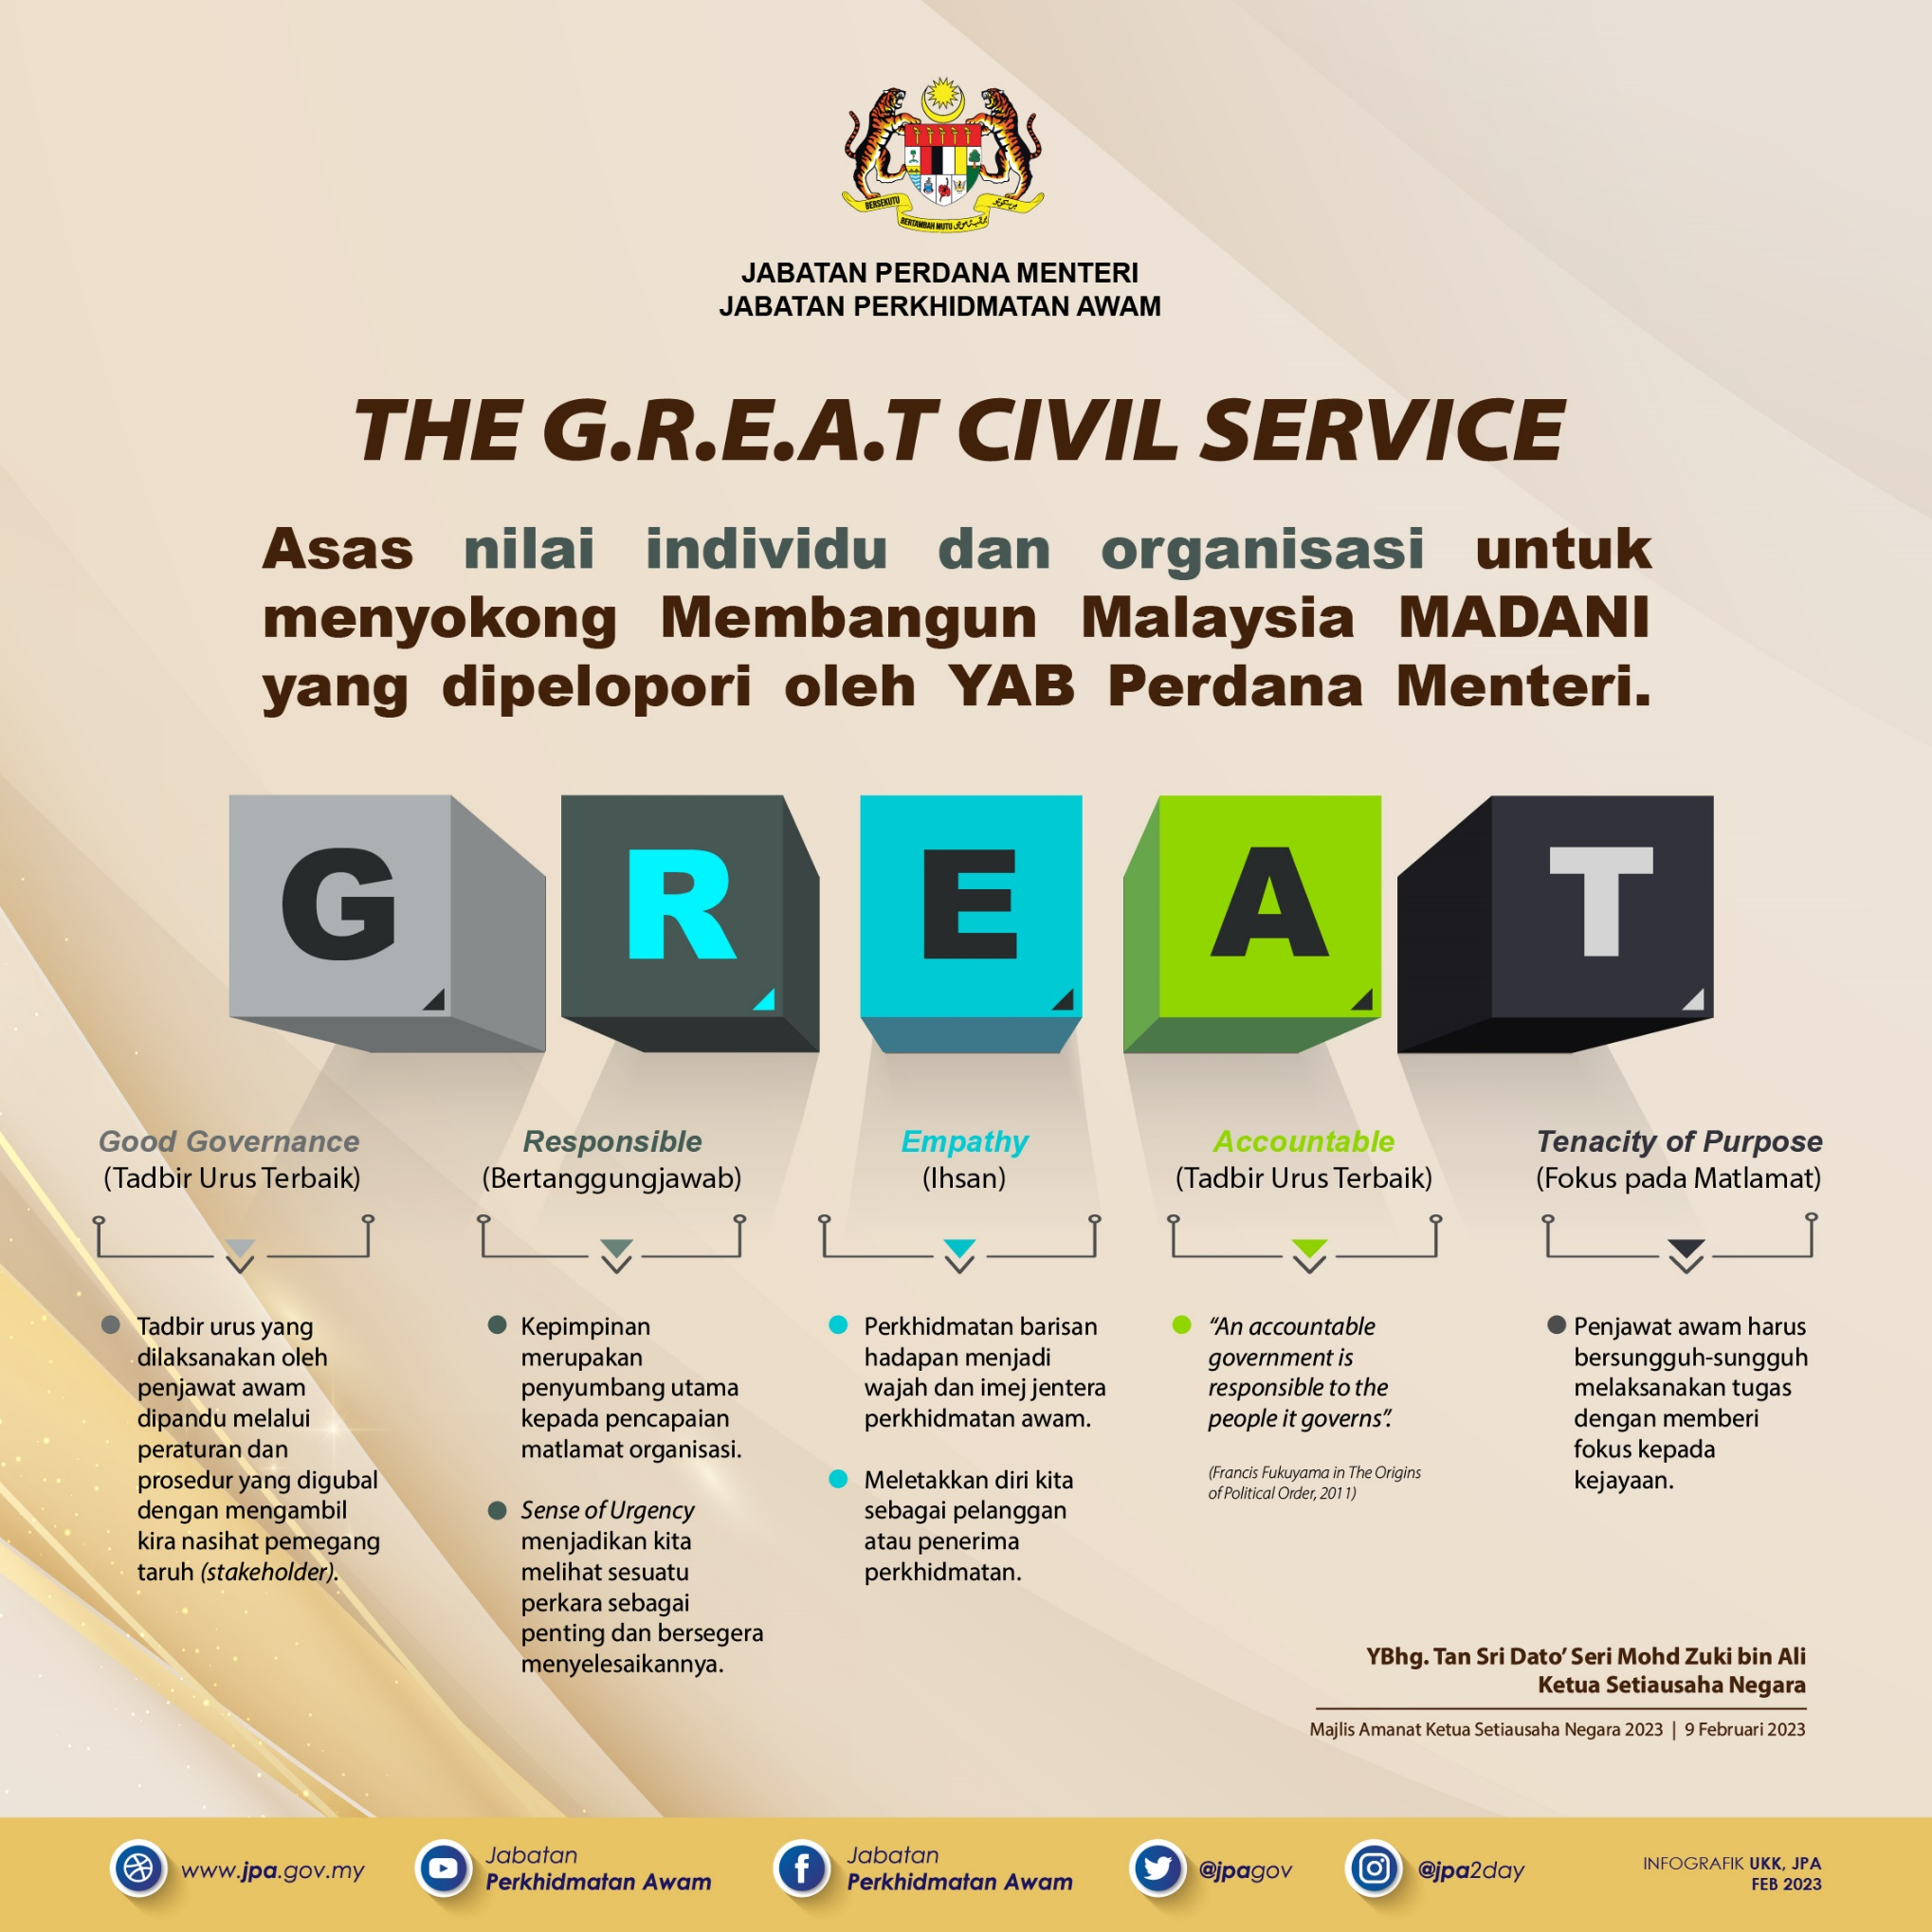 BERSEKUTU
BERTAMBAH MUTU
JABATAN PERDANA MENTERI
JABATAN PERKHIDMATAN AWAM
THE G.R.E.A.T CIVIL SERVICE
Asas nilai individu dan organisasi untuk
menyokong Membangun Malaysia MADANI
yang dipelopori oleh YAB Perdana Menteri.
G
R
E
A
T
Good Governance
(Tadbir Urus Terbaik)
Tadbir urus yang
dilaksanakan oleh
penjawat awam
dipandu melalui
peraturan dan
prosedur yang digubal
dengan mengambil
kira nasihat pemegang
taruh (stakeholder).
Responsible
(Bertanggungjawab)
Kepimpinan
merupakan
penyumbang utama
kepada pencapaian
matlamat organisasi.
Sense of Urgency
menjadikan kita
melihat sesuatu
perkara sebagai
penting dan bersegera
menyelesaikannya.
Empathy
(Ihsan)
Perkhidmatan barisan
hadapan menjadi
wajah dan imej jentera
perkhidmatan awam.
Meletakkan diri kita
sebagai pelanggan
atau penerima
perkhidmatan.
Accountable
(Tadbir Urus Terbaik)
“An accountable
government is
responsible to the
people it governs”.
(Francis Fukuyama in The Origins
of Political Order, 2011)
Tenacity of Purpose
(Fokus pada Matlamat)
Penjawat awam harus
bersungguh-sungguh
melaksanakan tugas
dengan memberi
fokus kepada
kejayaan.
YBhg. Tan Sri Dato’ Seri Mohd Zuki bin Ali
Ketua Setiausaha Negara
Majlis Amanat Ketua Setiausaha Negara 2023 | 9 Februari 2023
www.jpa.gov.my
Jabatan
Perkhidmatan Awam
Jabatan
Perkhidmatan Awam
@jpagov
@jpa2day
INFOGRAFIK UKK, JPA
FEB 2023